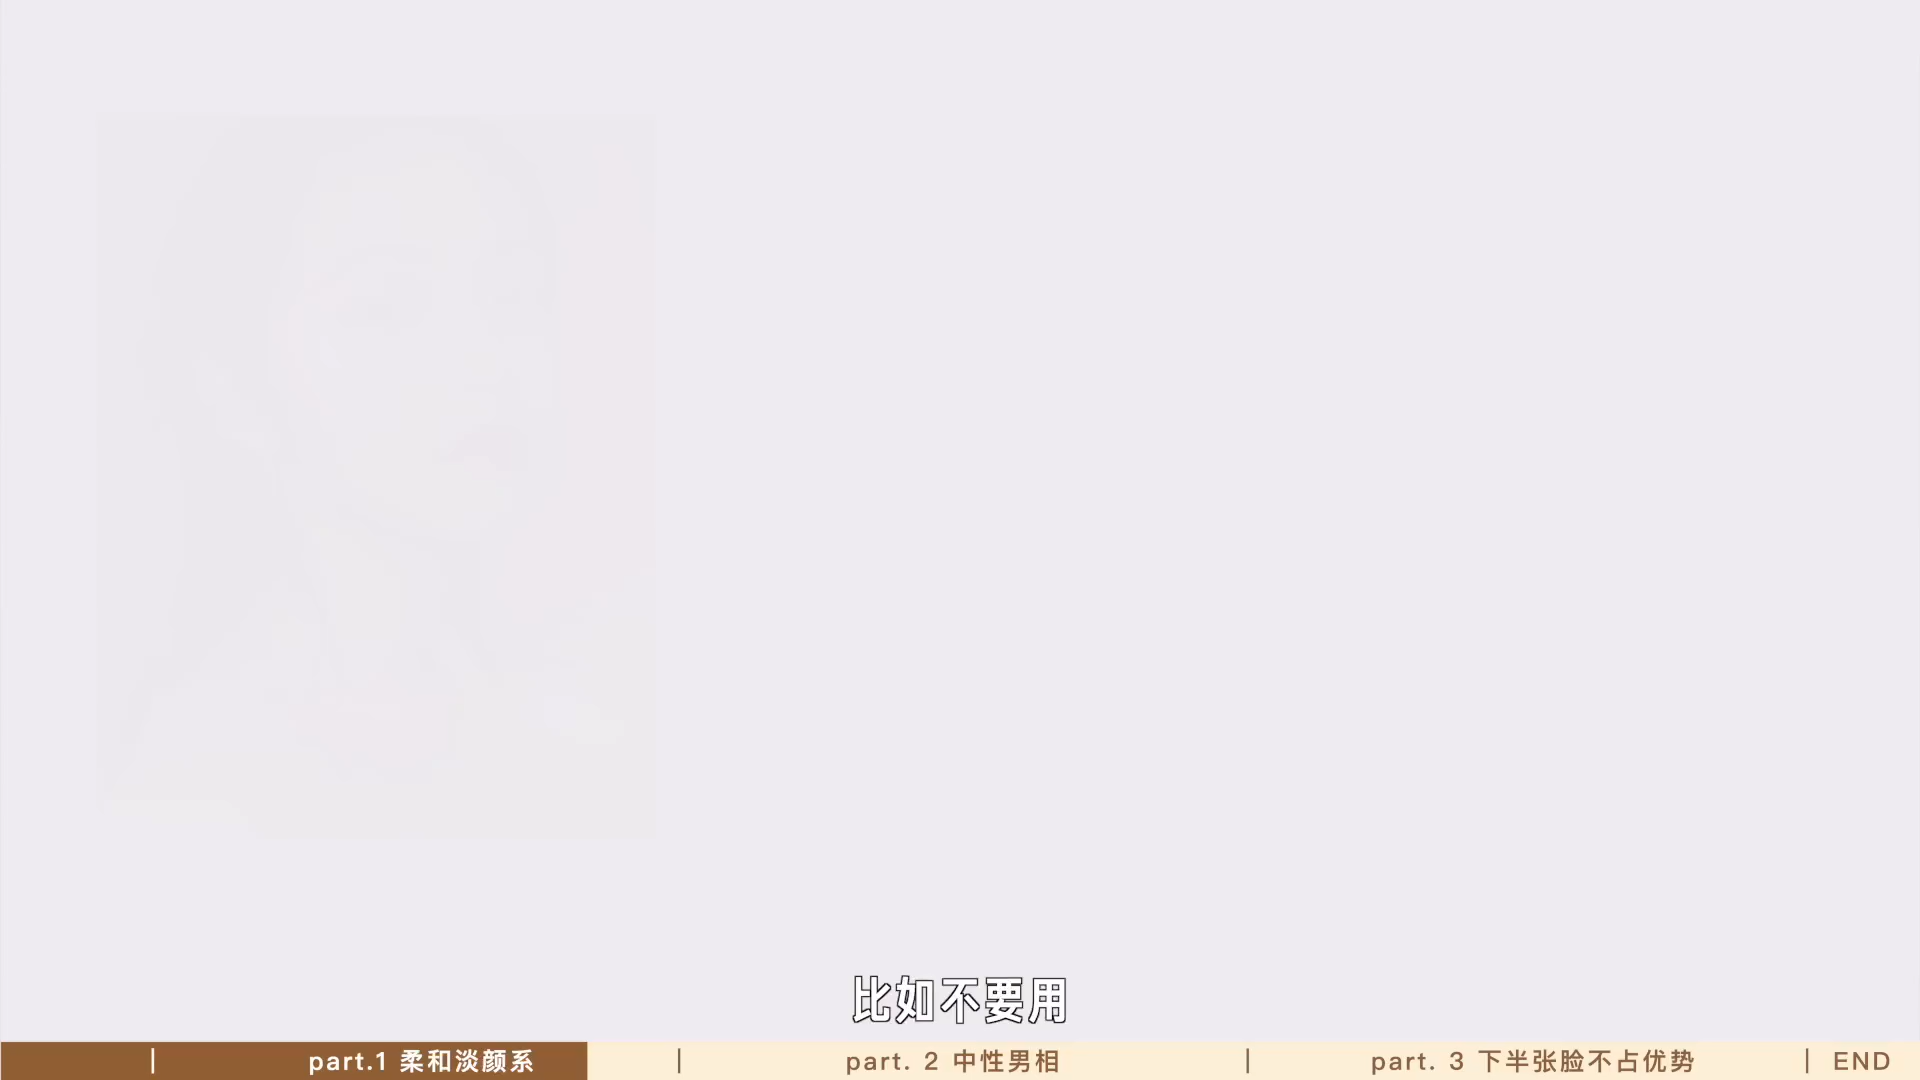 比如不要用
| part.1 柔和淡颜系 | part. 2 中性男相 | part. 3 下半张脸不占优势 | END